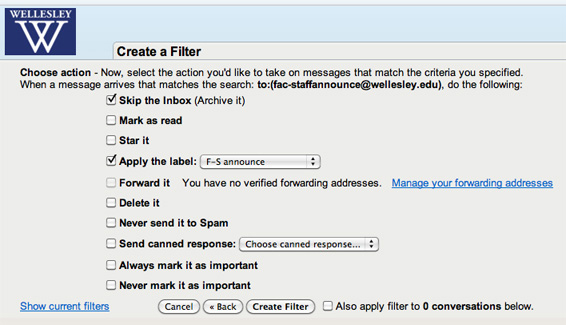 WELLESLEY
W
Create a Filter
Choose action - Now, select the action you'd like to take on messages that match the criteria you specified.
When a message arrives that matches the search: to:(fac-staffannounce@wellesley.edu), do the following:
Skip the Inbox (Archive it)
Mark as read
Star it
Apply the label: F-S announce
Forward it You have no verified forwarding addresses. Manage your forwarding addresses
Delete it
Never send it to Spam
Send canned response: Choose canned response...
Always mark it as important
Never mark it as important
Show current filters Cancel « Back Create Filter Also apply filter to 0 conversations below.